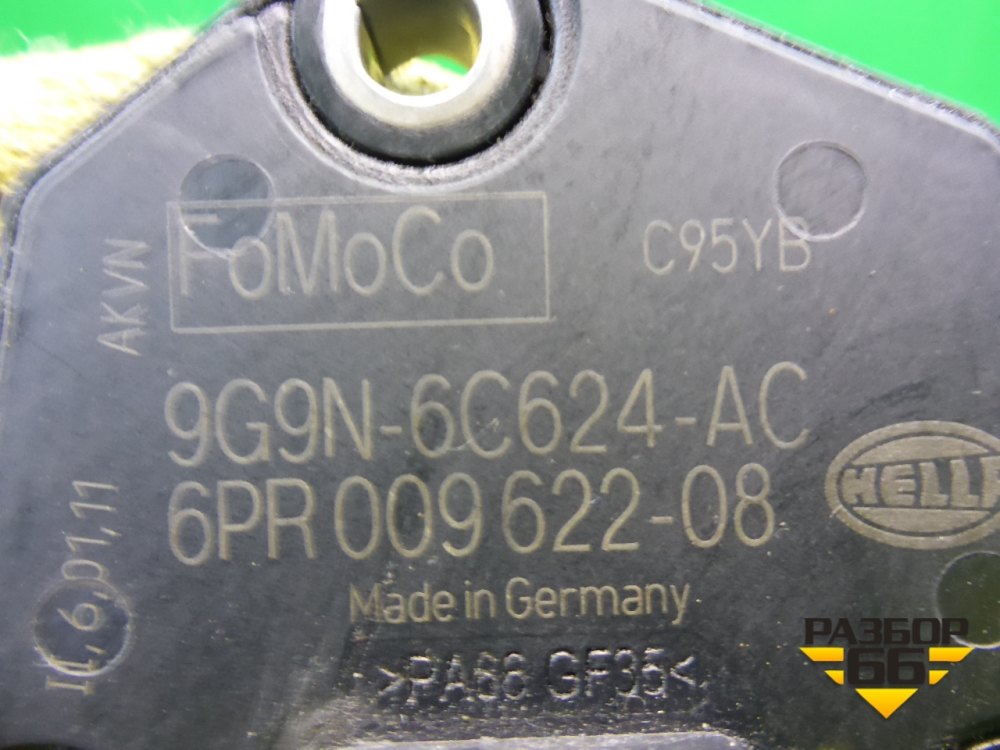 FoMoCo
C95YB
AKVN
9G9N-6C624-AC
6PR 009 622-08
HELLA
Made in Germany
>PA66 GF35<
РАЗБОР
66